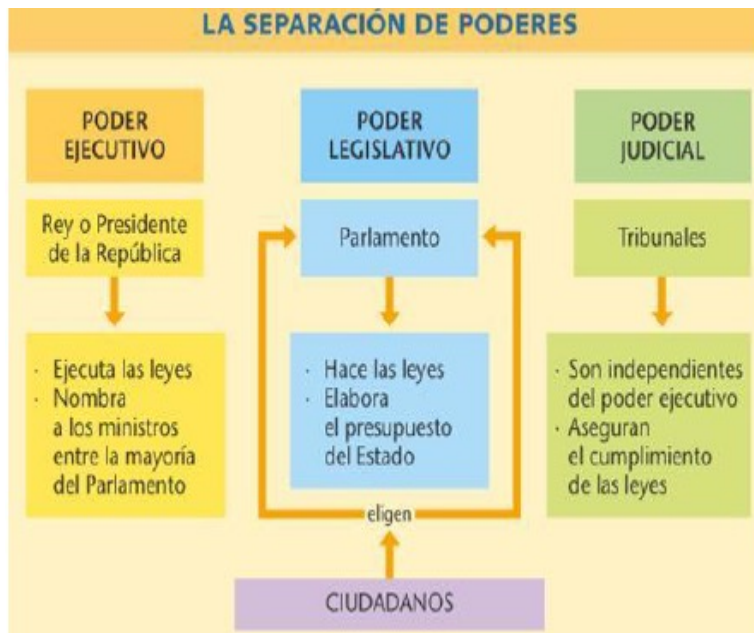 LA SEPARACIÓN DE PODERES
PODER
EJECUTIVO
Rey o Presidente
de la República
· Ejecuta las leyes
· Nombra
a los ministros
entre la mayoría
del Parlamento
PODER
LEGISLATIVO
Parlamento
· Hace las leyes
· Elabora
el presupuesto
del Estado
PODER
JUDICIAL
Tribunales
· Son independientes
del poder ejecutivo
· Aseguran
el cumplimiento
de las leyes
eligen
CIUDADANOS